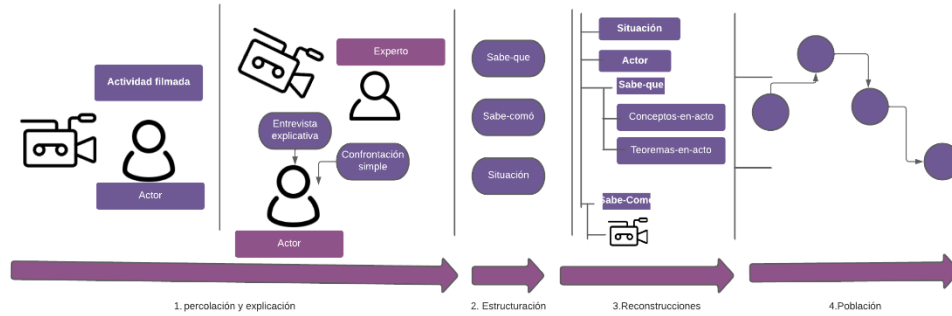 Actividad filmada
Actor
Experto
Entrevista
explicativa
Confrontación
simple
Actor
Sabe-que
Sabe-comó
Situación
Situación
Actor
Sabe-que
Conceptos-en-acto
Teoremas-en-acto
Sabe-Como
1. percolación y explicación
2. Estructuración
3.Reconstrucciones
4.Población